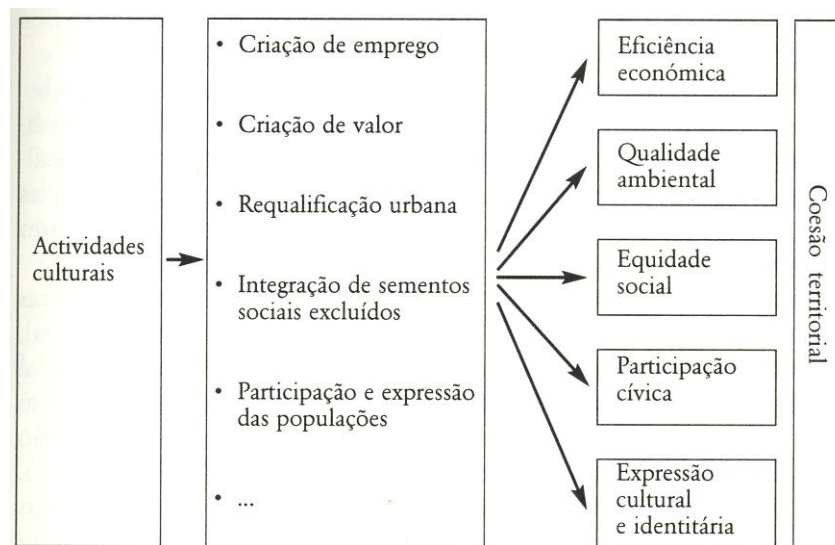 Actividades
culturais
• Criação de emprego
• Criação de valor
• Requalificação urbana
• Integração de sementos
sociais excluídos
• Participação e expressão
das populações
• ...
Eficiência
económica
Qualidade
ambiental
Equidade
social
Participação
cívica
Expressão
cultural
e identitária
Coesão territorial